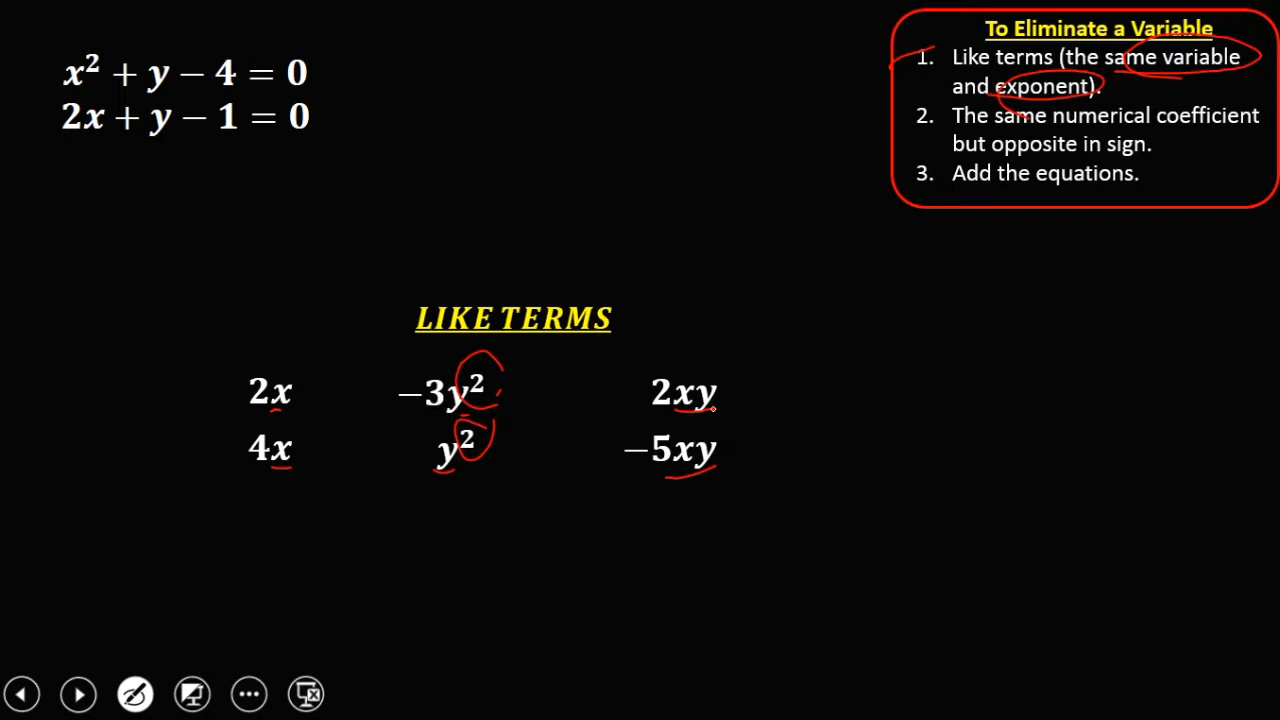 x² + y − 4 = 0
2x + y − 1 = 0
To Eliminate a Variable
1. Like terms (the same variable
and exponent).
2. The same numerical coefficient
but opposite in sign.
3. Add the equations.
LIKE TERMS
2x −3y² 2xy
4x y² −5xy